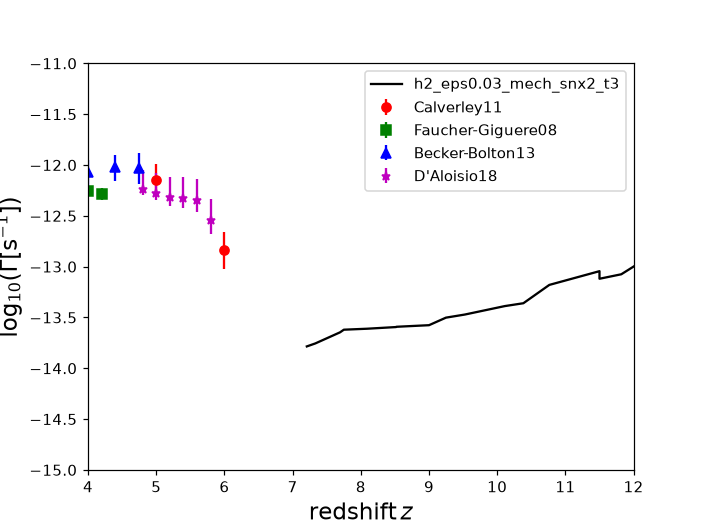 h2_eps0.03_mech_snx2_t3
Calverley11
Faucher-Giguere08
Becker-Bolton13
D'Aloisio18
log₁₀(Γ[s⁻¹])
−11.0
−11.5
−12.0
−12.5
−13.0
−13.5
−14.0
−14.5
−15.0
4 5 6 7 8 9 10 11 12
redshift z